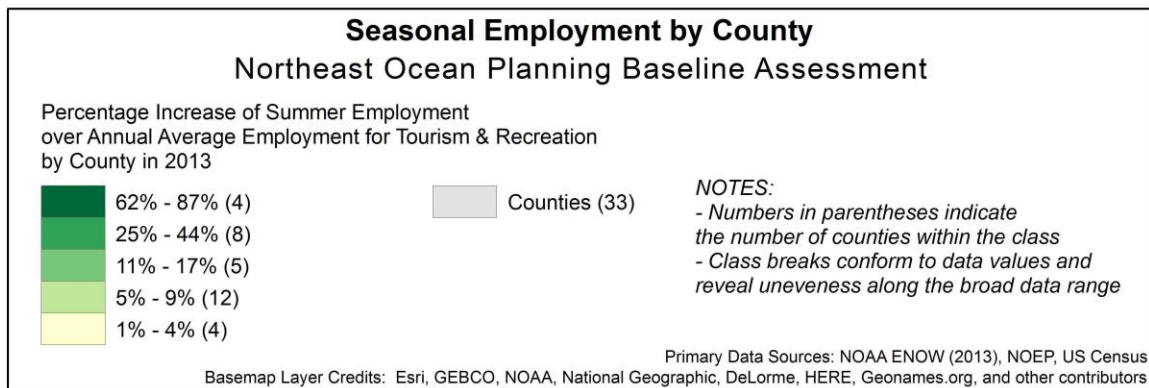 Seasonal Employment by County
Northeast Ocean Planning Baseline Assessment
Percentage Increase of Summer Employment
over Annual Average Employment for Tourism & Recreation
by County in 2013
62% - 87% (4)
25% - 44% (8)
11% - 17% (5)
5% - 9% (12)
1% - 4% (4)
Counties (33)
NOTES:
- Numbers in parentheses indicate
the number of counties within the class
- Class breaks conform to data values and
reveal uneveness along the broad data range
Primary Data Sources: NOAA ENOW (2013), NOEP, US Census
Basemap Layer Credits: Esri, GEBCO, NOAA, National Geographic, DeLorme, HERE, Geonames.org, and other contributors